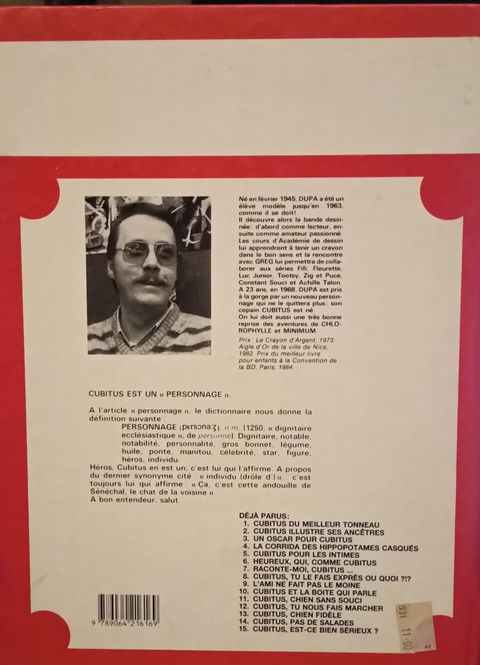 Né en février 1945, DUPA a été un
élève modèle jusqu'en 1963,
comme il se doit!
Il découvre alors la bande dessi-
née: d'abord comme lecteur, en-
suite comme amateur passionné.
Les cours d'Académie de dessin
lui apprendront à tenir un crayon
dans le bon sens et la rencontre
avec GREG lui permettra de colla-
borer aux séries Fifi, Fleurette,
Luc Junior, Tootsy, Zig et Puce,
Constant Souci et Achille Talon.
A 23 ans, en 1968, DUPA est pris
à la gorge par un nouveau person-
nage qui ne le quittera plus: son
copain CUBITUS est né.
On lui doit aussi une très bonne
reprise des aventures de CHLO-
ROPHYLLE et MINIMUM.
Prix: Le Crayon d'Argent, 1973.
Aigle d'Or de la ville de Nice,
1982. Prix du meilleur livre
pour enfants à la Convention de
la BD, Paris, 1984.
CUBITUS EST UN « PERSONNAGE »...
A l'article « personnage », le dictionnaire nous donne la
définition suivante :
PERSONNAGE [pɛrsɔnaʒ] n.m. (1250, « dignitaire
ecclésiastique », de personne). Dignitaire, notable,
notabilité, personnalité, gros bonnet, légume,
huile, ponte, manitou, célébrité, star, figure,
héros, individu.
Héros, Cubitus en est un; c'est lui qui l'affirme. A propos
du dernier synonyme cité : « individu (drôle d') »... c'est
toujours lui qui affirme : « Ça, c'est cette andouille de
Sénéchal, le chat de la voisine »
A bon entendeur, salut.
DÉJÀ PARUS:
1. CUBITUS DU MEILLEUR TONNEAU
2. CUBITUS ILLUSTRE SES ANCÊTRES
3. UN OSCAR POUR CUBITUS
4. LA CORRIDA DES HIPPOPOTAMES CASQUÉS
5. CUBITUS POUR LES INTIMES
6. HEUREUX, QUI, COMME CUBITUS
7. RACONTE-MOI, CUBITUS ...
8. CUBITUS, TU LE FAIS EXPRÈS OU QUOI ?!?
9. L'AMI NE FAIT PAS LE MOINE
10. CUBITUS ET LA BOITE QUI PARLE
11. CUBITUS, CHIEN SANS SOUCI
12. CUBITUS, TU NOUS FAIS MARCHER
13. CUBITUS, CHIEN FIDÈLE
14. CUBITUS, PAS DE SALADES
15. CUBITUS, EST-CE BIEN SÉRIEUX ?
9 789064 216169